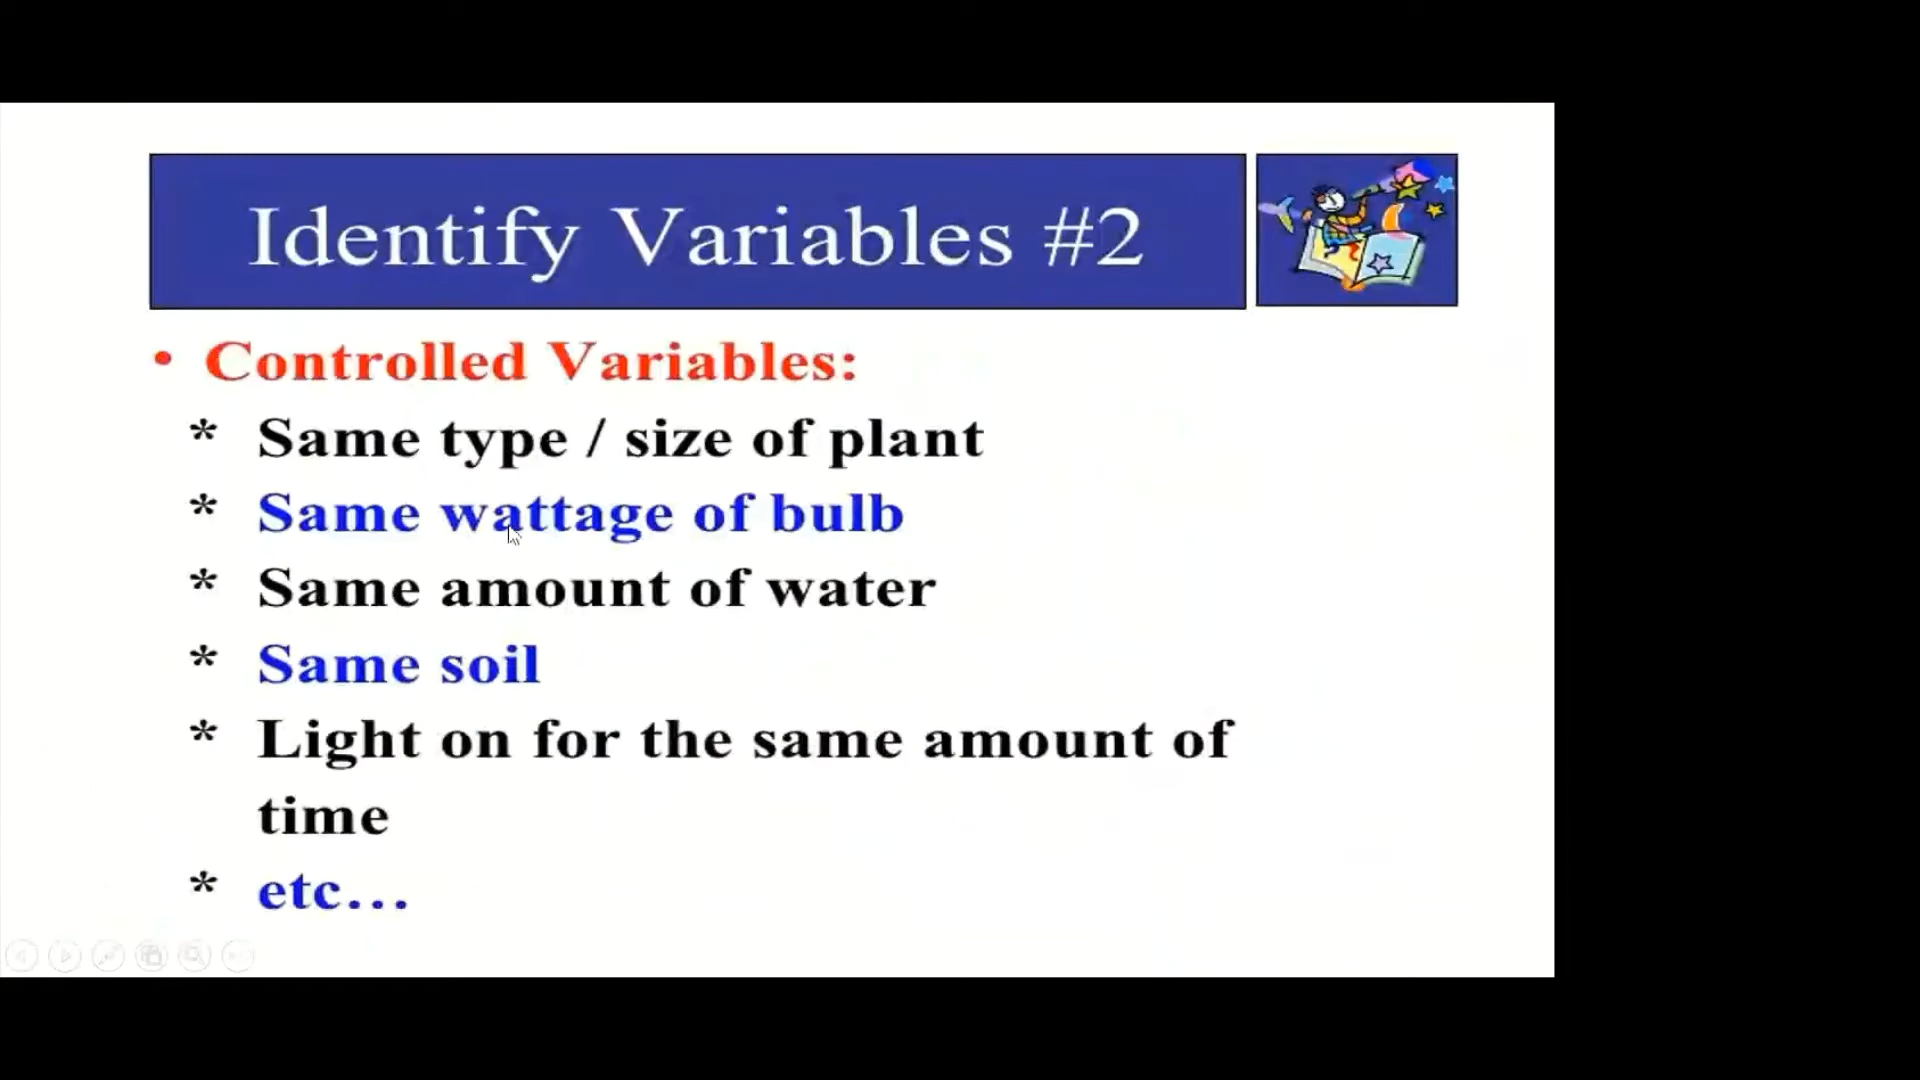 Identify Variables #2
• Controlled Variables:
* Same type / size of plant
* Same wattage of bulb
* Same amount of water
* Same soil
* Light on for the same amount of
time
* etc…